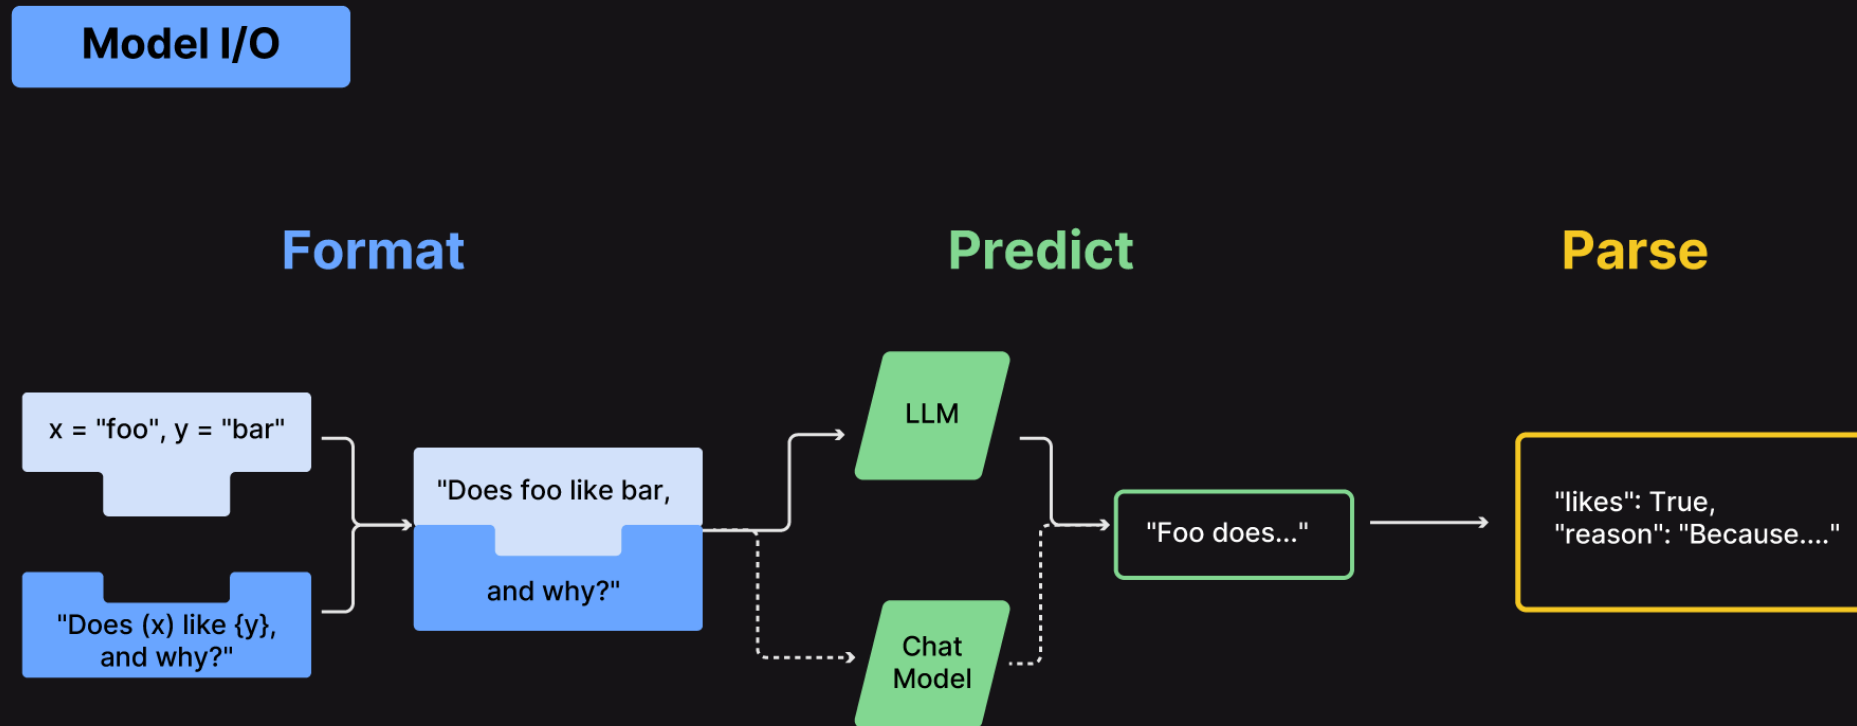 Model I/O
Format
Predict
Parse
x = "foo", y = "bar"
"Does (x) like {y},
and why?"
"Does foo like bar,
and why?"
LLM
Chat
Model
"Foo does..."
"likes": True,
"reason": "Because...."